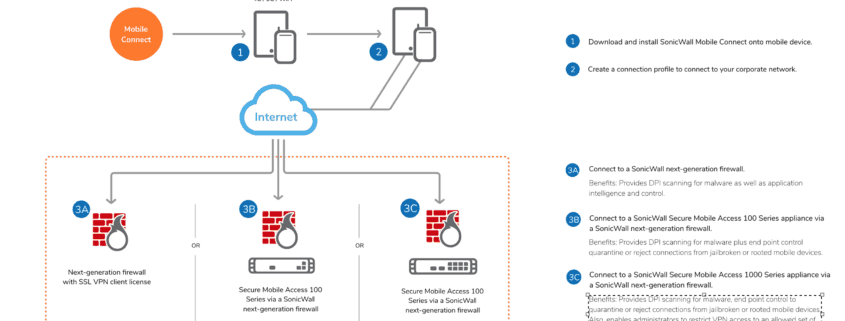 Mobile
Connect
1
2
Internet
3A
3B
3C
OR
OR
Next-generation firewall
with SSL VPN client license
Secure Mobile Access 100
Series via a SonicWall
next-generation firewall
Secure Mobile Access 100
Series via a SonicWall
next-generation firewall
1 Download and install SonicWall Mobile Connect onto mobile device.
2 Create a connection profile to connect to your corporate network.
3A Connect to a SonicWall next-generation firewall.
Benefits: Provides DPI scanning for malware as well as application
intelligence and control.
3B Connect to a SonicWall Secure Mobile Access 100 Series appliance via
a SonicWall next-generation firewall.
Benefits: Provides DPI scanning for malware plus end point control
quarantine or reject connections from jailbroken or rooted mobile devices.
3C Connect to a SonicWall Secure Mobile Access 1000 Series appliance via
a SonicWall next-generation firewall.
Benefits: Provides DPI scanning for malware, end point control to
quarantine or reject connections from jailbroken or rooted mobile devices.
Also, enables administrators to restrict VPN access to an allowed set of